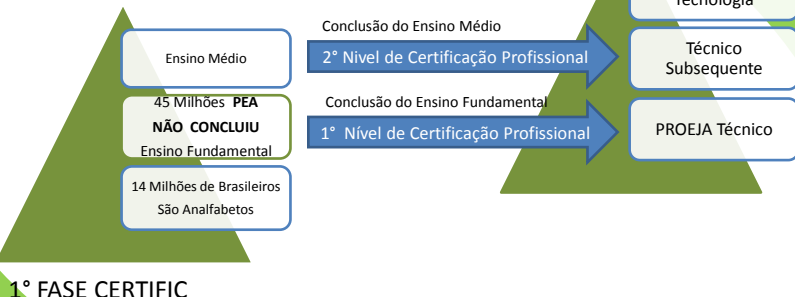 Tecnologia
Conclusão do Ensino Médio
Ensino Médio
2° Nivel de Certificação Profissional
Técnico
Subsequente
45 Milhões PEA
NÃO CONCLUIU
Ensino Fundamental
Conclusão do Ensino Fundamental
1° Nível de Certificação Profissional
PROEJA Técnico
14 Milhões de Brasileiros
São Analfabetos
1° FASE CERTIFIC